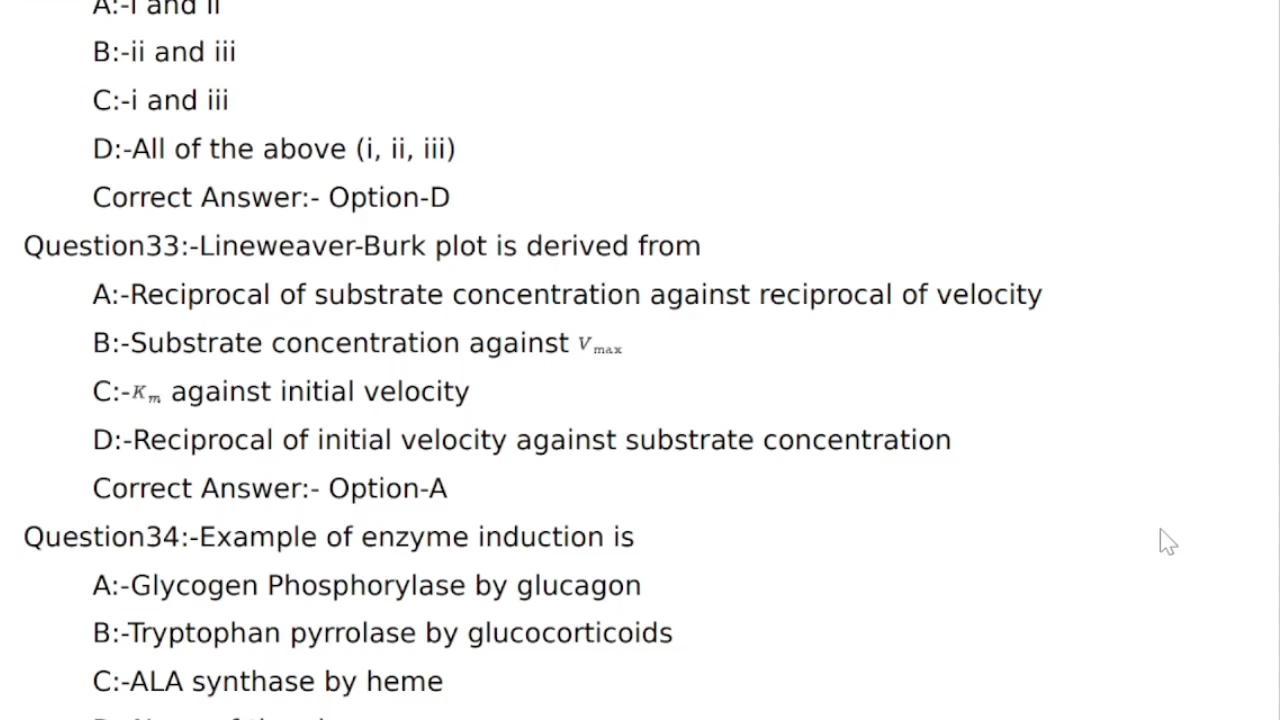 A:-i and ii
B:-ii and iii
C:-i and iii
D:-All of the above (i, ii, iii)
Correct Answer:- Option-D
Question33:-Lineweaver-Burk plot is derived from
A:-Reciprocal of substrate concentration against reciprocal of velocity
B:-Substrate concentration against V max
C:-K m against initial velocity
D:-Reciprocal of initial velocity against substrate concentration
Correct Answer:- Option-A
Question34:-Example of enzyme induction is
A:-Glycogen Phosphorylase by glucagon
B:-Tryptophan pyrrolase by glucocorticoids
C:-ALA synthase by heme